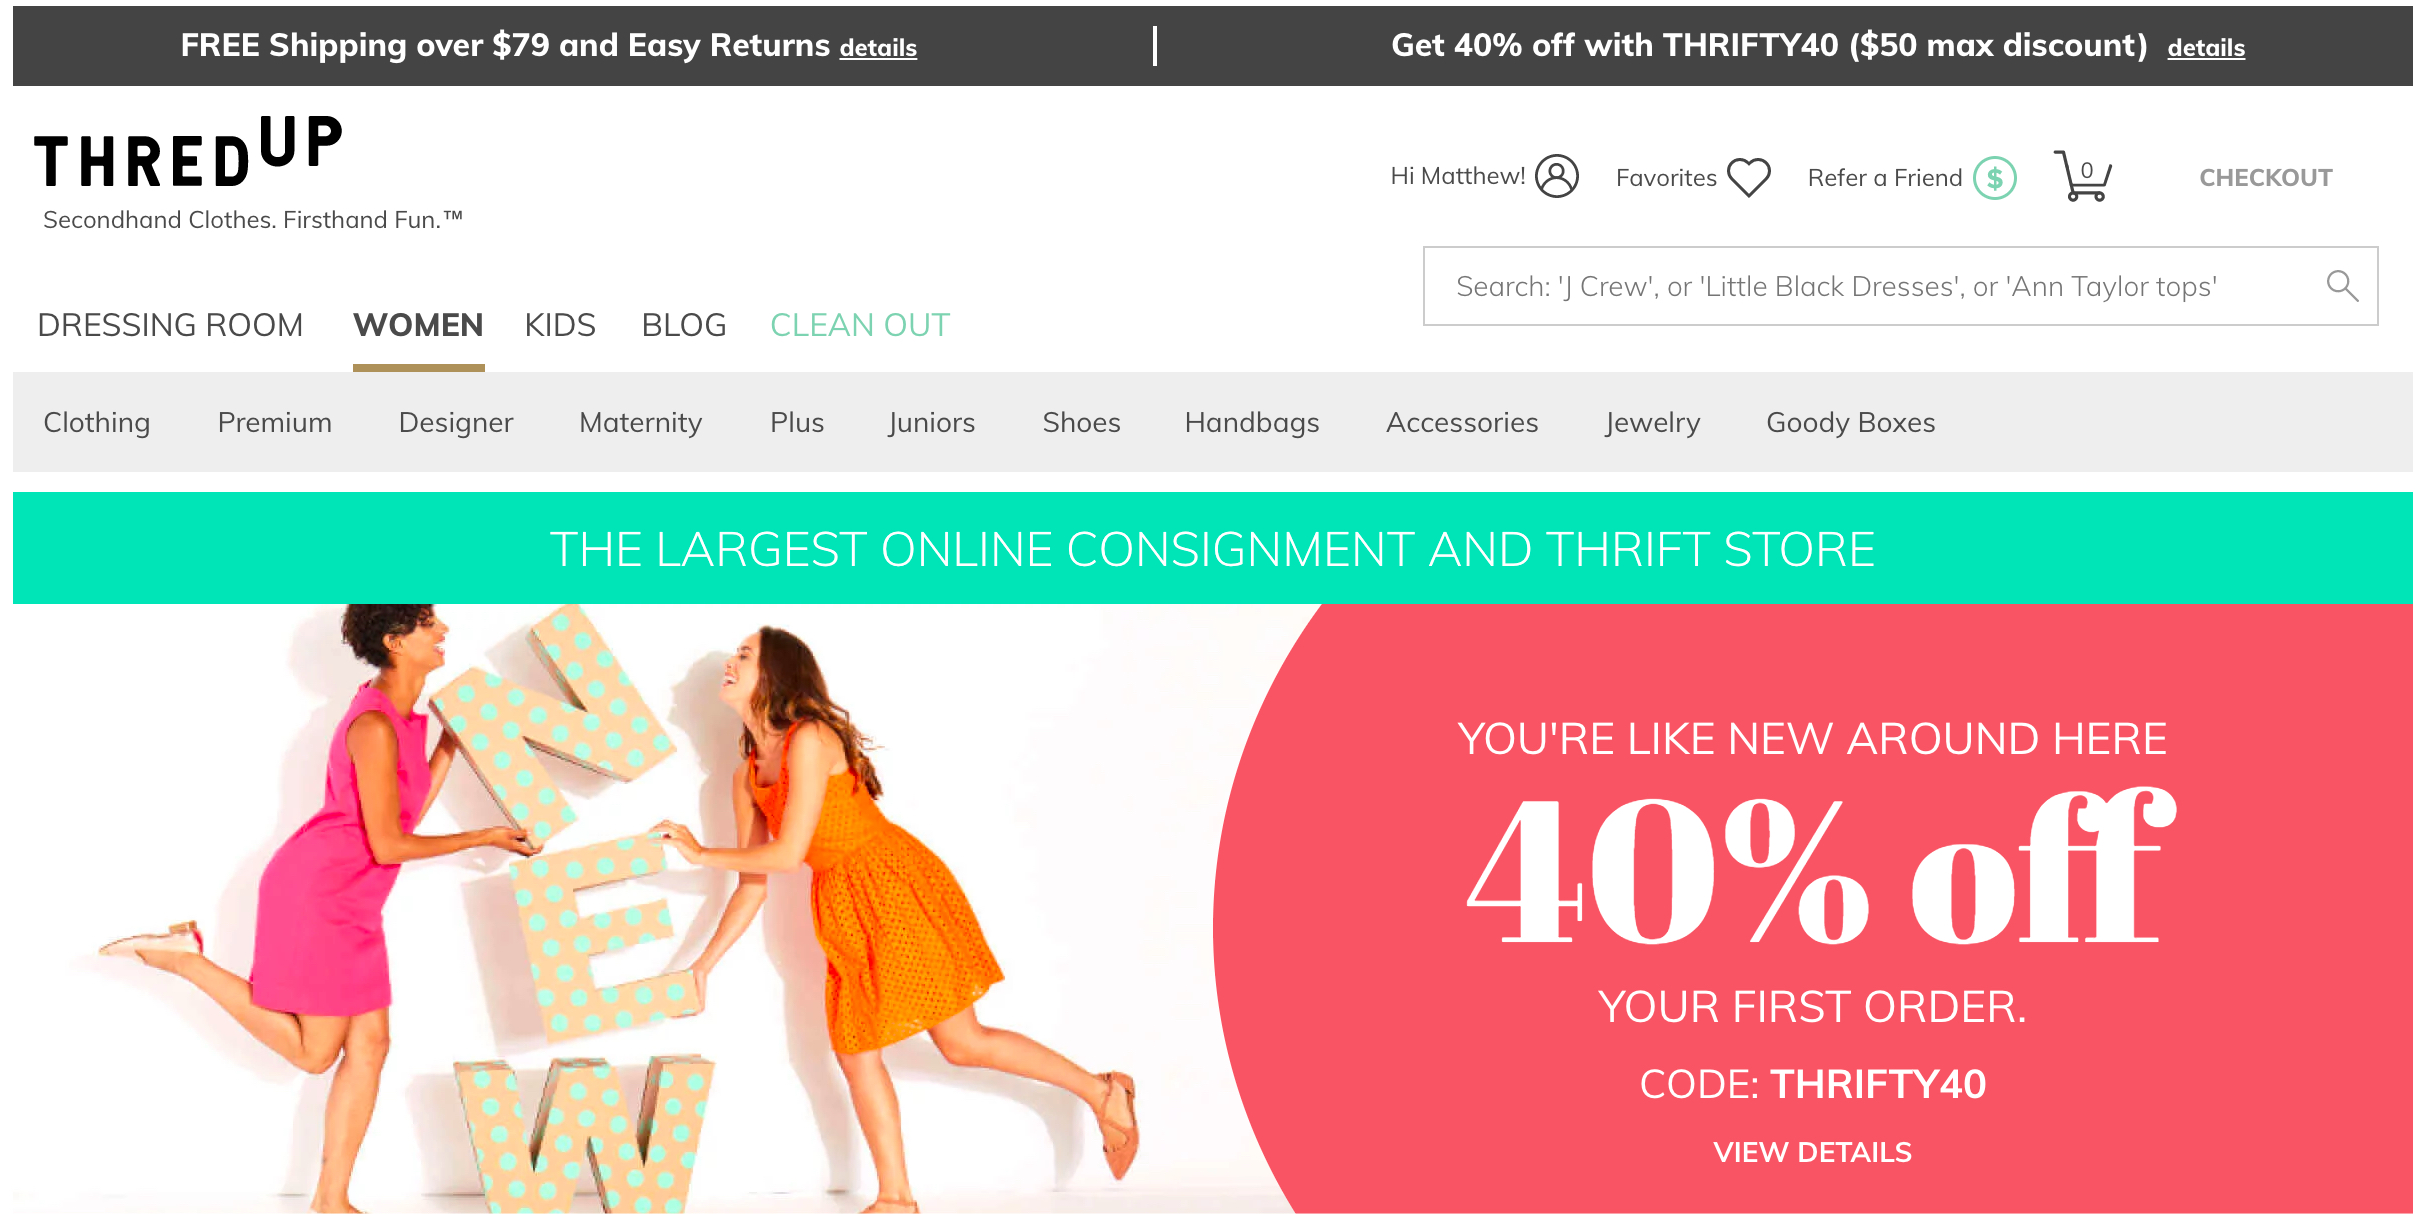 FREE Shipping over $79 and Easy Returns details
Get 40% off with THRIFTY40 ($50 max discount) details
THREDUP
Secondhand Clothes. Firsthand Fun.™
Hi Matthew!
Favorites
Refer a Friend $
0
CHECKOUT
Search: 'J Crew', or 'Little Black Dresses', or 'Ann Taylor tops'
DRESSING ROOM WOMEN KIDS BLOG CLEAN OUT
Clothing Premium Designer Maternity Plus Juniors Shoes Handbags Accessories Jewelry Goody Boxes
THE LARGEST ONLINE CONSIGNMENT AND THRIFT STORE
N
E
W
YOU'RE LIKE NEW AROUND HERE
40% off
YOUR FIRST ORDER.
CODE: THRIFTY40
VIEW DETAILS